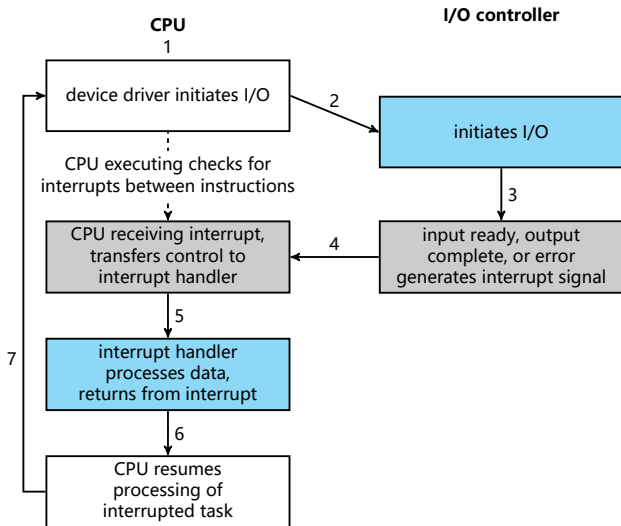 CPU
I/O controller
1
device driver initiates I/O
2
initiates I/O
CPU executing checks for
interrupts between instructions
3
CPU receiving interrupt,
transfers control to
interrupt handler
4
input ready, output
complete, or error
generates interrupt signal
5
7
interrupt handler
processes data,
returns from interrupt
6
CPU resumes
processing of
interrupted task